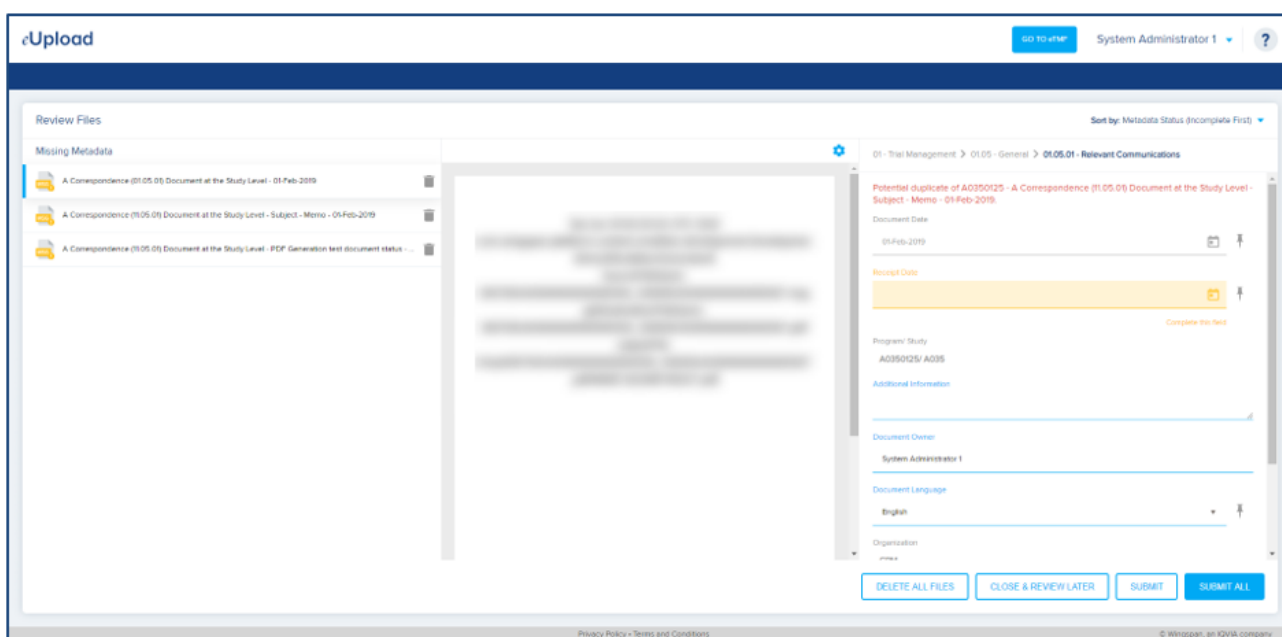 eUpload
GO TO eTMF
System Administrator 1
?
Review Files
Sort by: Metadata Status (Incomplete First)
Missing Metadata
01 - Trial Management > 01.05 - General > 01.05.01 - Relevant Communications
A Correspondence (01.05.01) Document at the Study Level - 01-Feb-2019
A Correspondence (11.05.01) Document at the Study Level - Subject - Memo - 01-Feb-2019
A Correspondence (11.05.01) Document at the Study Level - PDF Generation test document status - ...
Potential duplicate of A0350125 - A Correspondence (11.05.01) Document at the Study Level -
Subject - Memo - 01-Feb-2019.
Document Date
01-Feb-2019
Receipt Date
Complete this field
Program/ Study
A0350125/ A035
Additional Information
Document Owner
System Administrator 1
Document Language
English
Organization
DELETE ALL FILES
CLOSE & REVIEW LATER
SUBMIT
SUBMIT ALL
Privacy Policy • Terms and Conditions
© Wingspan, an IQVIA company